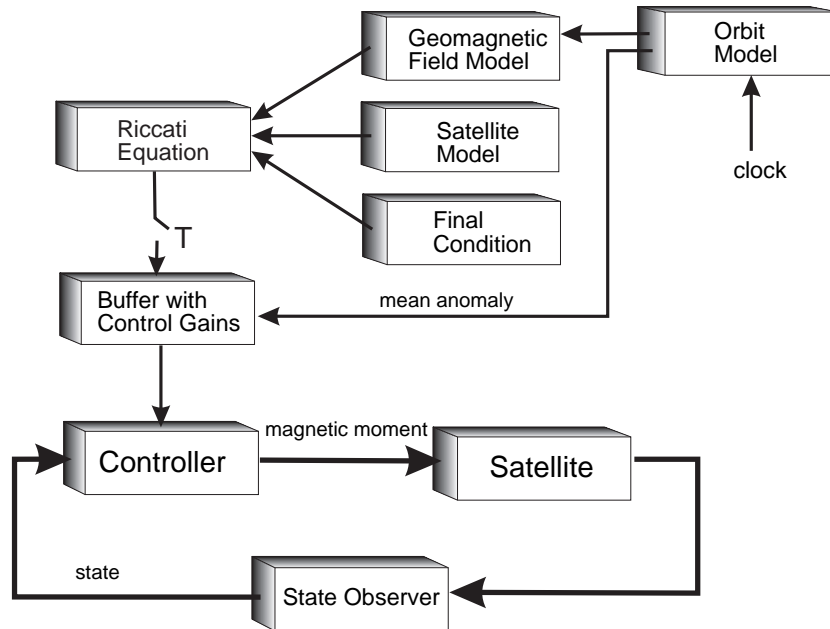 Geomagnetic
Field Model
Orbit
Model
Riccati
Equation
Satellite
Model
clock
Final
Condition
T
Buffer with
Control Gains
mean anomaly
Controller
magnetic moment
Satellite
state
State Observer